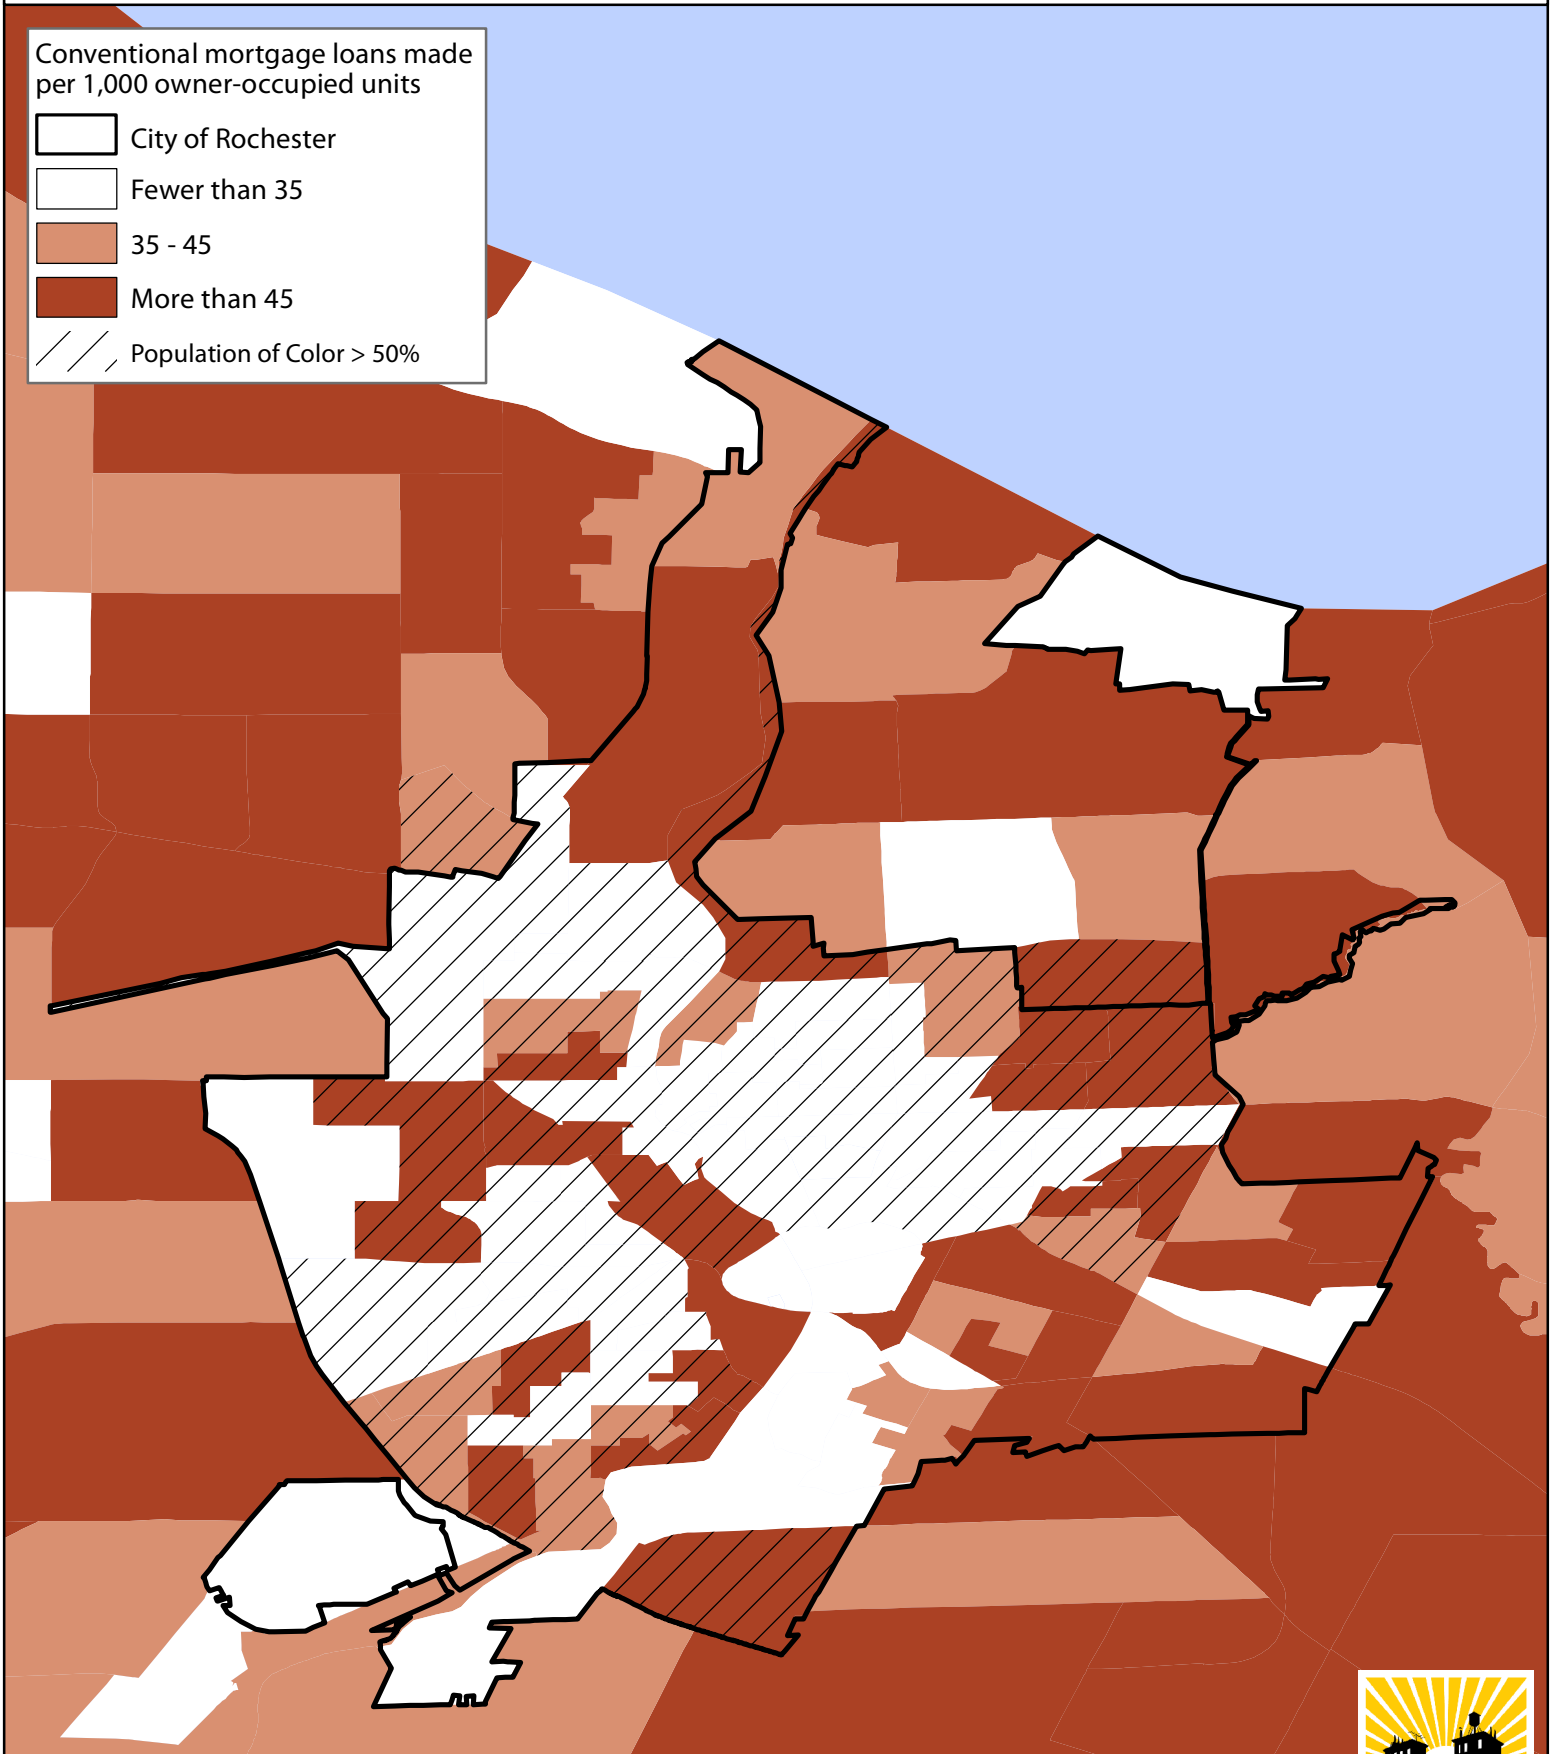 Conventional mortgage loans made
per 1,000 owner-occupied units
City of Rochester
Fewer than 35
35 - 45
More than 45
Population of Color > 50%